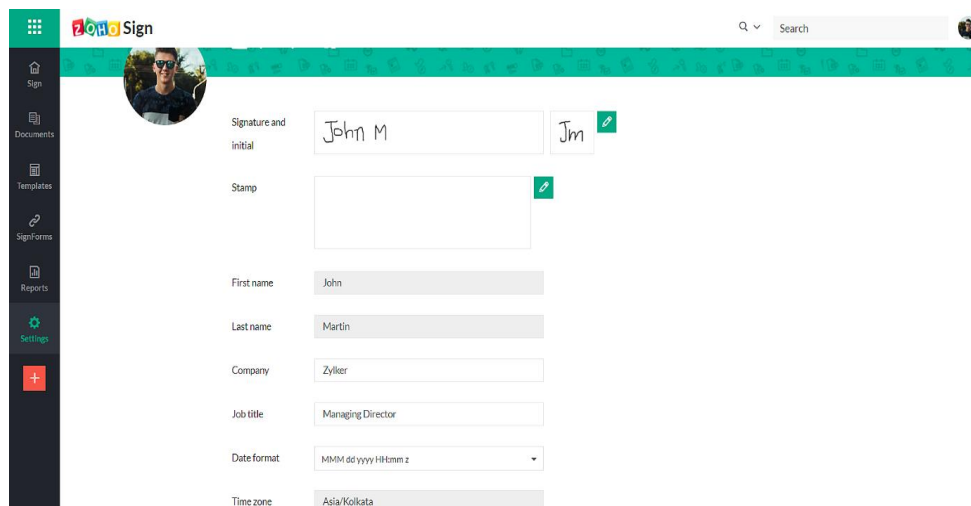 ZOHO Sign
Search
Sign
Documents
Templates
SignForms
Reports
Settings
Signature and
initial
John M
Jm
Stamp
First name
John
Last name
Martin
Company
Zylker
Job title
Managing Director
Date format
MMM dd yyyy HH:mm z
Time zone
Asia/Kolkata